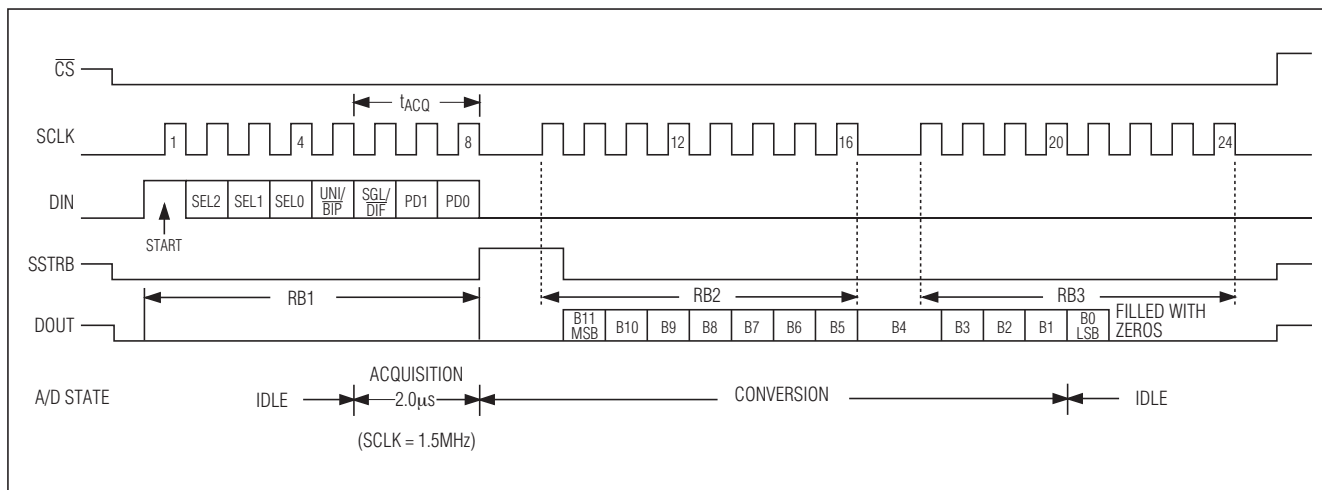 CS
tACQ
SCLK 1 4 8 12 16 20 24
DIN SEL2 SEL1 SEL0 UNI/BIP SGL/DIF PD1 PD0
START
SSTRB
RB1 RB2 RB3
DOUT B11 MSB B10 B9 B8 B7 B6 B5 B4 B3 B2 B1 B0 LSB FILLED WITH ZEROS
A/D STATE IDLE ACQUISITION 2.0μs CONVERSION IDLE
(SCLK = 1.5MHz)